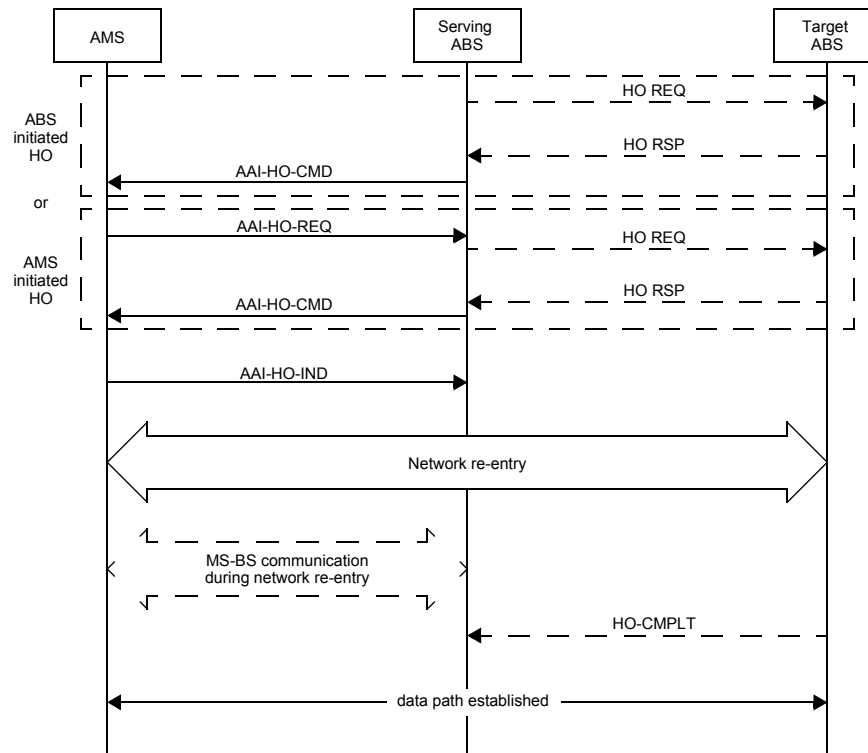 AMS
Serving
ABS
Target
ABS
HO REQ
ABS
initiated
HO
HO RSP
AAI-HO-CMD
or
AAI-HO-REQ
HO REQ
AMS
initiated
HO
HO RSP
AAI-HO-CMD
AAI-HO-IND
Network re-entry
MS-BS communication
during network re-entry
HO-CMPLT
data path established